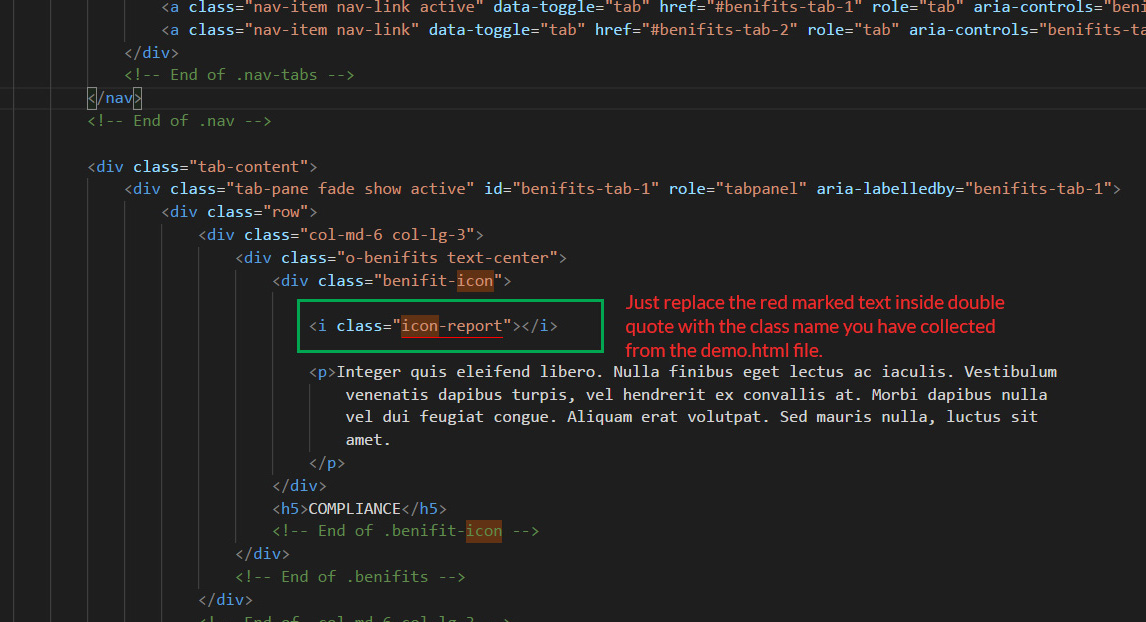 <a class="nav-item nav-link active" data-toggle="tab" href="#benifits-tab-1" role="tab" aria-controls="beni
<a class="nav-item nav-link" data-toggle="tab" href="#benifits-tab-2" role="tab" aria-controls="benifits-ta
</div>
<!-- End of .nav-tabs -->
</nav>
<!-- End of .nav -->
<div class="tab-content">
<div class="tab-pane fade show active" id="benifits-tab-1" role="tabpanel" aria-labelledby="benifits-tab-1">
<div class="row">
<div class="col-md-6 col-lg-3">
<div class="o-benifits text-center">
<div class="benifit-icon">
<i class="icon-report"></i>
Just replace the red marked text inside double
quote with the class name you have collected
from the demo.html file.
<p>Integer quis eleifend libero. Nulla finibus eget lectus ac iaculis. Vestibulum
venenatis dapibus turpis, vel hendrerit ex convallis at. Morbi dapibus nulla
vel dui feugiat congue. Aliquam erat volutpat. Sed mauris nulla, luctus sit
amet.
</p>
</div>
<h5>COMPLIANCE</h5>
<!-- End of .benifit-icon -->
</div>
<!-- End of .benifits -->
</div>
<!-- End of .col-md-6.col-lg-3 -->